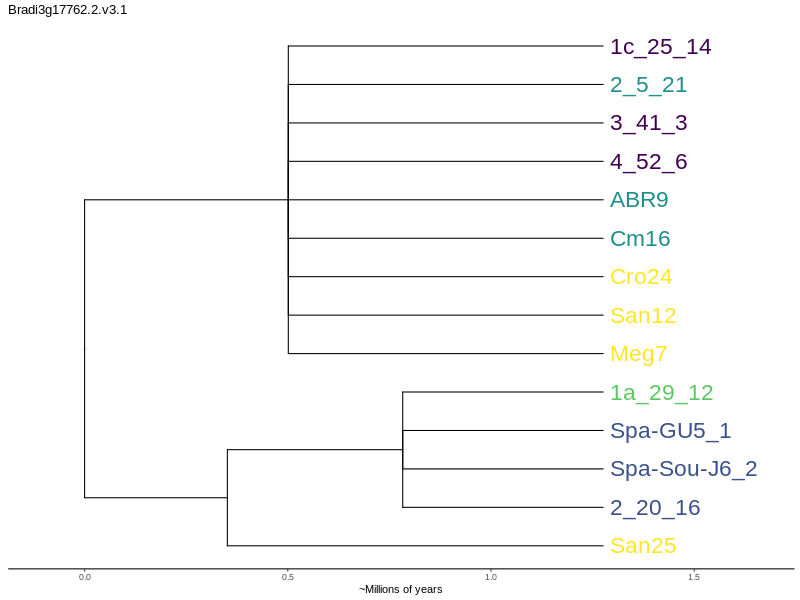 Bradi3g17762.2.v3.1
1c_25_14
2_5_21
3_41_3
4_52_6
ABR9
Cm16
Cro24
San12
Meg7
1a_29_12
Spa-GU5_1
Spa-Sou-J6_2
2_20_16
San25
0.0 0.5 1.0 1.5
~Millions of years